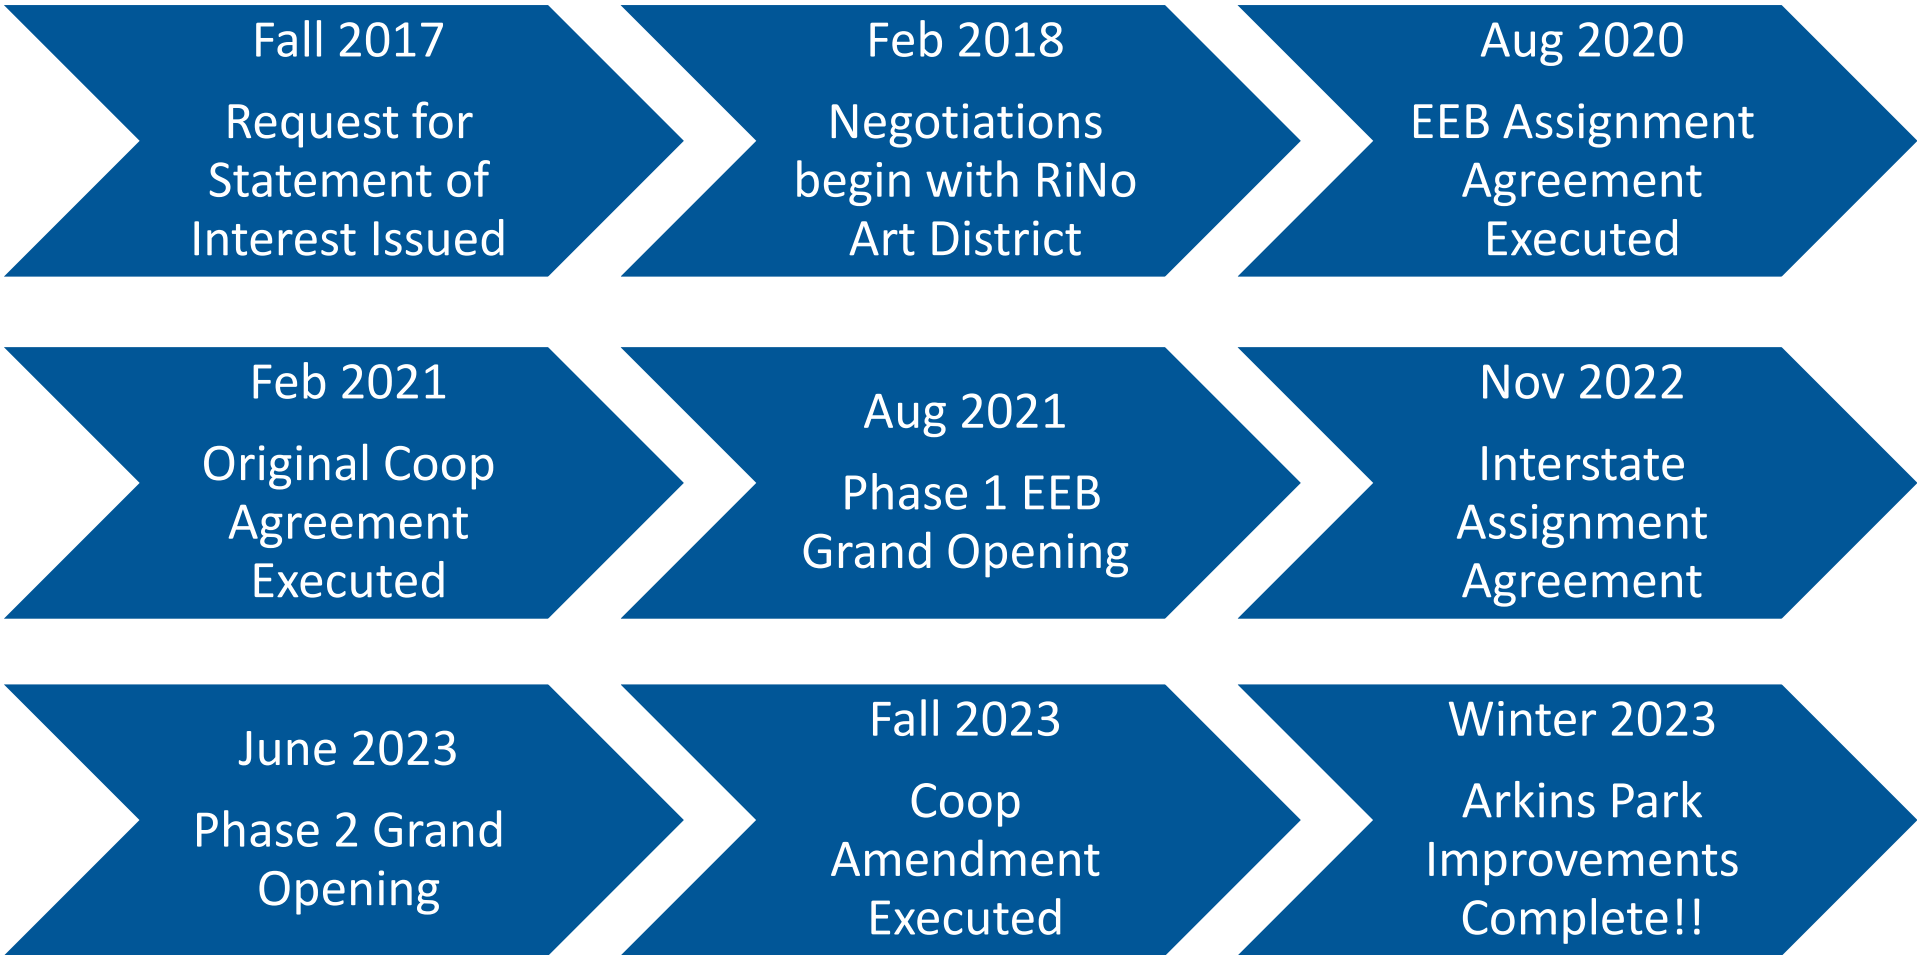 Fall 2017
Request for
Statement of
Interest Issued
Feb 2018
Negotiations
begin with RiNo
Art District
Aug 2020
EEB Assignment
Agreement
Executed
Feb 2021
Original Coop
Agreement
Executed
Aug 2021
Phase 1 EEB
Grand Opening
Nov 2022
Interstate
Assignment
Agreement
June 2023
Phase 2 Grand
Opening
Fall 2023
Coop
Amendment
Executed
Winter 2023
Arkins Park
Improvements
Complete!!